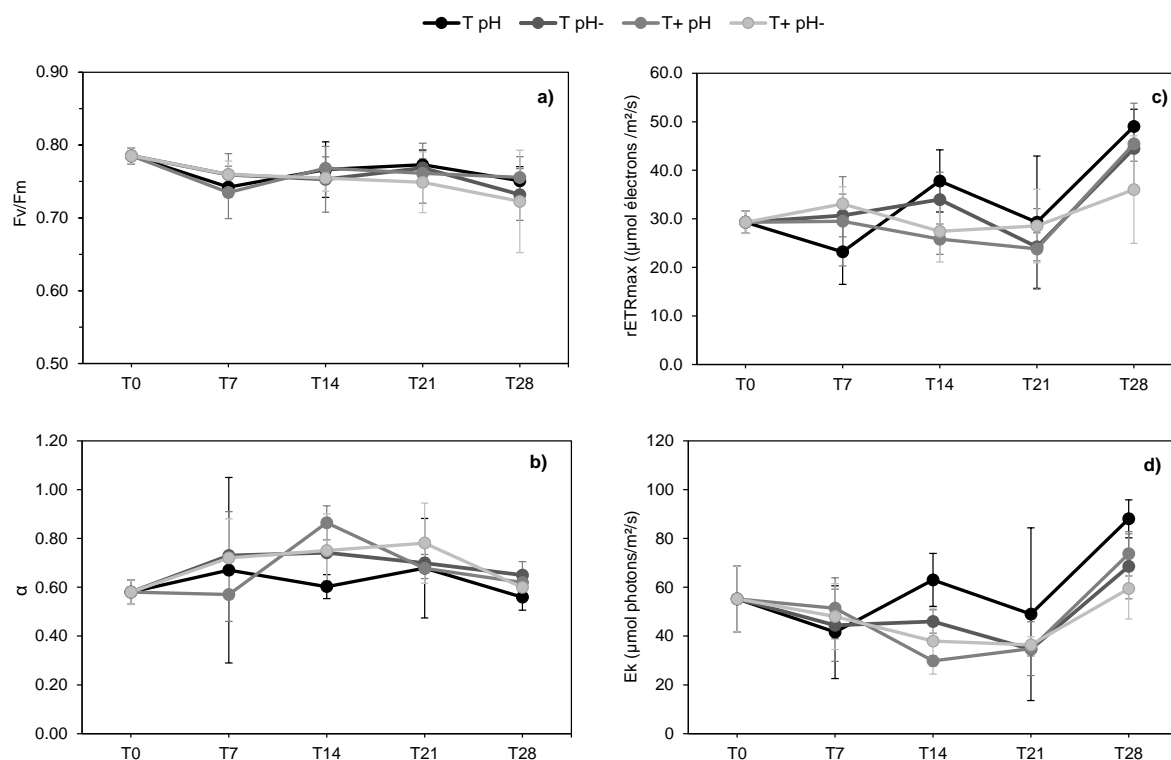 T pH T pH- T+ pH T+ pH-
a)
Fv/Fm
0.90
0.80
0.70
0.60
0.50
T0 T7 T14 T21 T28
c)
rETRmax ((µmol électrons /m²/s)
60.0
50.0
40.0
30.0
20.0
10.0
0.0
T0 T7 T14 T21 T28
b)
α
1.20
1.00
0.80
0.60
0.40
0.20
0.00
T0 T7 T14 T21 T28
d)
Ek (µmol photons/m²/s)
120
100
80
60
40
20
0
T0 T7 T14 T21 T28